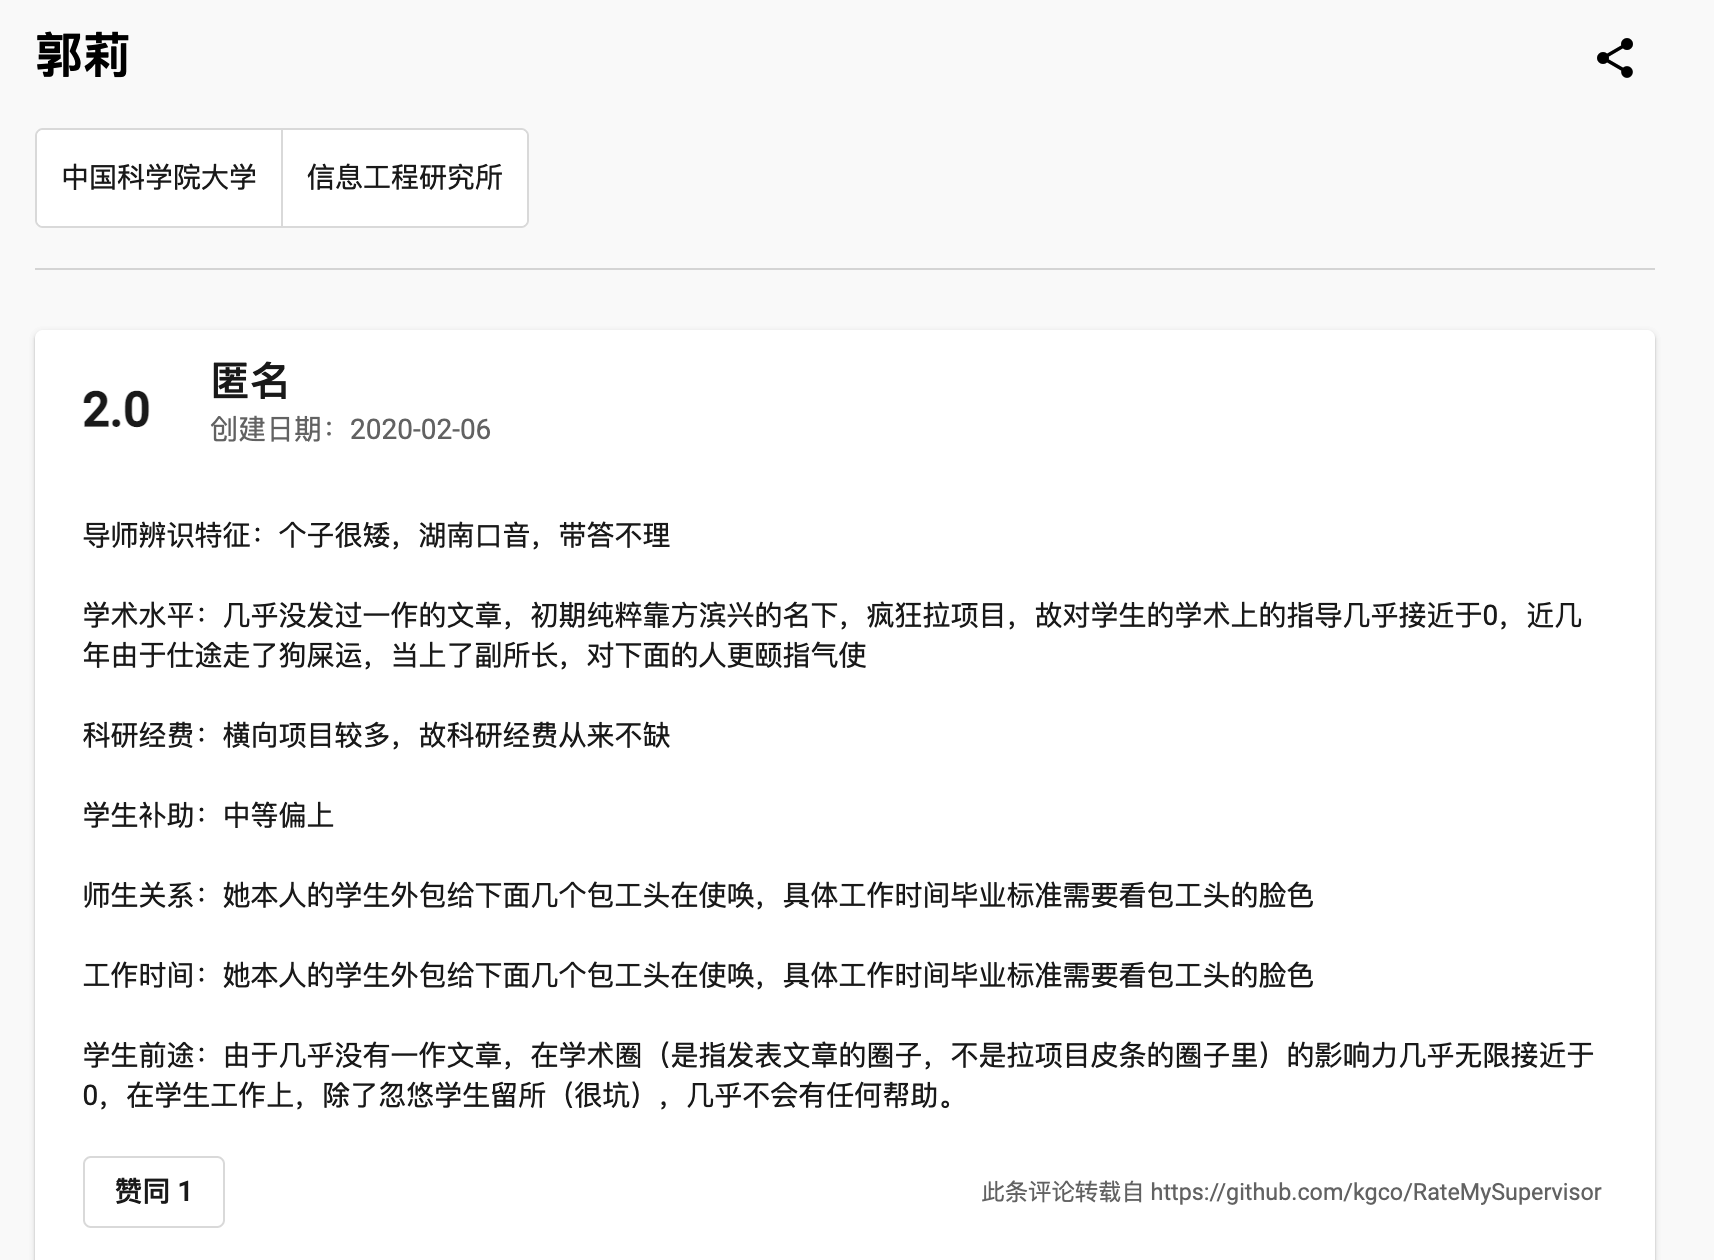 郭莉
中国科学院大学 信息工程研究所
2.0
匿名
创建日期：2020-02-06
导师辨识特征：个子很矮，湖南口音，带答不理
学术水平：几乎没发过一作的文章，初期纯粹靠方滨兴的名下，疯狂拉项目，故对学生的学术上的指导几乎接近于0，近几
年由于仕途走了狗屎运，当上了副所长，对下面的人更颐指气使
科研经费：横向项目较多，故科研经费从来不缺
学生补助：中等偏上
师生关系：她本人的学生外包给下面几个包工头在使唤，具体工作时间毕业标准需要看包工头的脸色
工作时间：她本人的学生外包给下面几个包工头在使唤，具体工作时间毕业标准需要看包工头的脸色
学生前途：由于几乎没有一作文章，在学术圈（是指发表文章的圈子，不是拉项目皮条的圈子里）的影响力几乎无限接近于
0，在学生工作上，除了忽悠学生留所（很坑），几乎不会有任何帮助。
赞同 1
此条评论转载自 https://github.com/kgco/RateMySupervisor